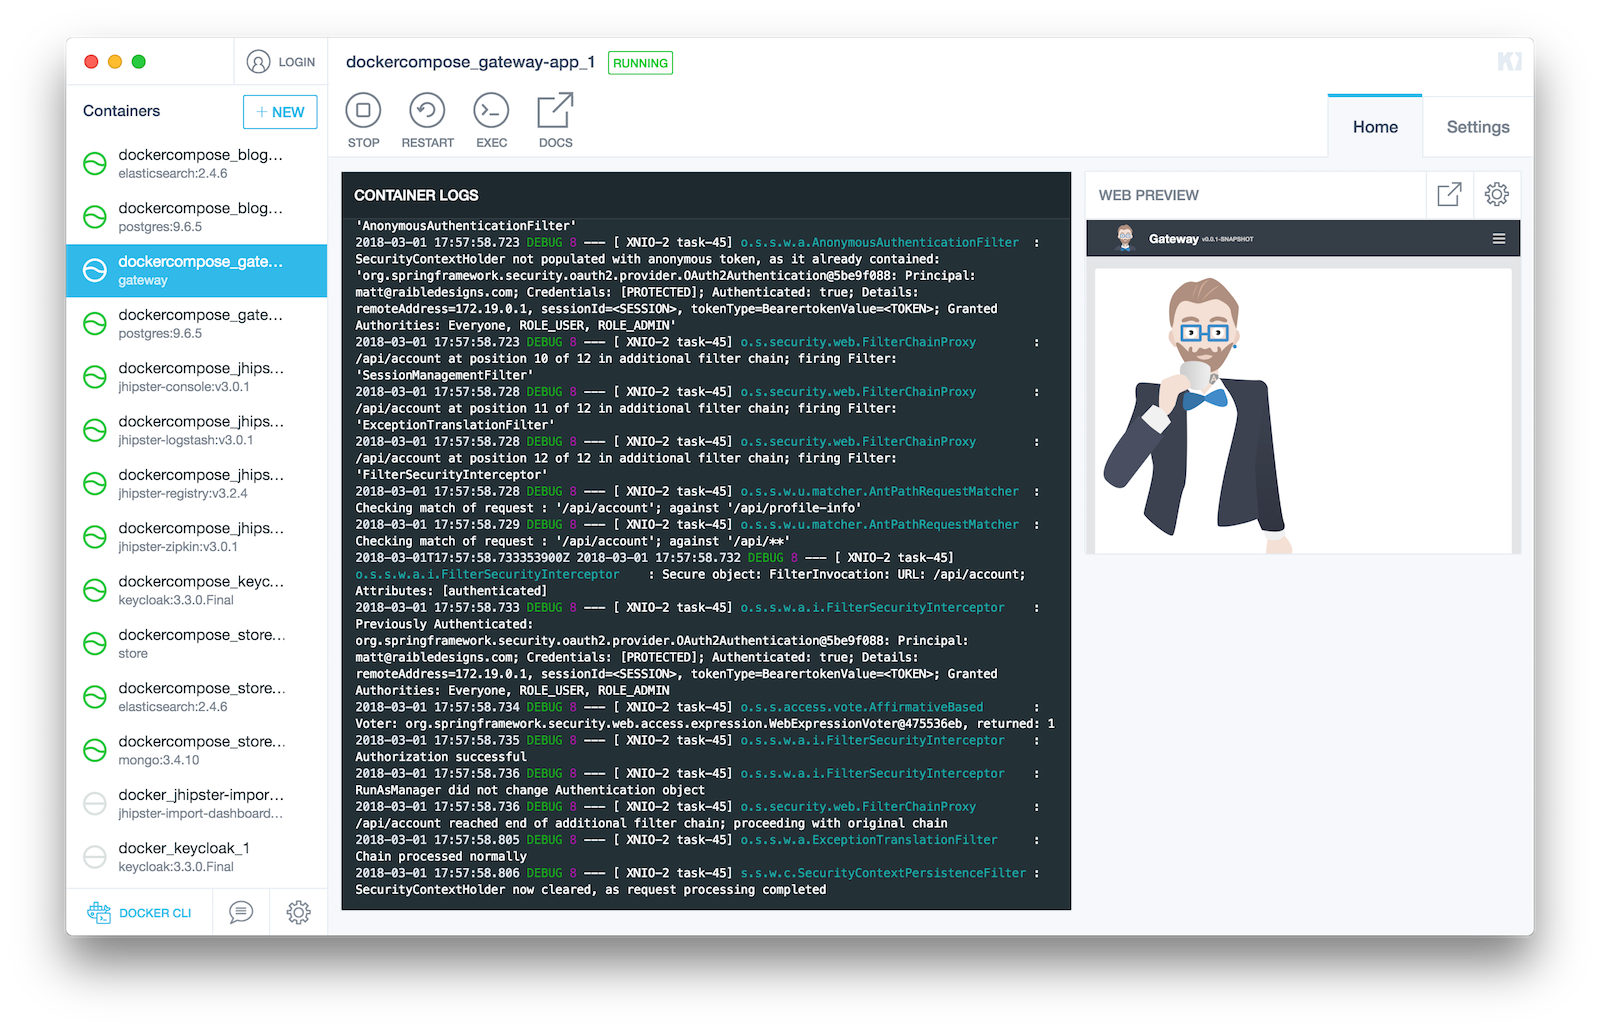 LOGIN
Containers
+ NEW
dockercompose_blog...
elasticsearch:2.4.6
dockercompose_blog...
postgres:9.6.5
dockercompose_gate...
gateway
dockercompose_gate...
postgres:9.6.5
dockercompose_jhips...
jhipster-console:v3.0.1
dockercompose_jhips...
jhipster-logstash:v3.0.1
dockercompose_jhips...
jhipster-registry:v3.2.4
dockercompose_jhips...
jhipster-zipkin:v3.0.1
dockercompose_keyc...
keycloak:3.3.0.Final
dockercompose_store...
store
dockercompose_store...
elasticsearch:2.4.6
dockercompose_store...
mongo:3.4.10
docker_jhipster-impor...
jhipster-import-dashboard...
docker_keycloak_1
keycloak:3.3.0.Final
DOCKER CLI
dockercompose_gateway-app_1 RUNNING
STOP RESTART EXEC DOCS
Home Settings
CONTAINER LOGS
'AnonymousAuthenticationFilter'
2018-03-01 17:57:58.723 DEBUG 8 --- [ XNIO-2 task-45] o.s.s.w.a.AnonymousAuthenticationFilter :
SecurityContextHolder not populated with anonymous token, as it already contained:
'org.springframework.security.oauth2.provider.OAuth2Authentication@5be9f088: Principal:
matt@raibledesigns.com; Credentials: [PROTECTED]; Authenticated: true; Details:
remoteAddress=172.19.0.1, sessionId=<SESSION>, tokenType=BearertokenValue=<TOKEN>; Granted
Authorities: Everyone, ROLE_USER, ROLE_ADMIN'
2018-03-01 17:57:58.723 DEBUG 8 --- [ XNIO-2 task-45] o.s.security.web.FilterChainProxy :
/api/account at position 10 of 12 in additional filter chain; firing Filter:
'SessionManagementFilter'
2018-03-01 17:57:58.728 DEBUG 8 --- [ XNIO-2 task-45] o.s.security.web.FilterChainProxy :
/api/account at position 11 of 12 in additional filter chain; firing Filter:
'ExceptionTranslationFilter'
2018-03-01 17:57:58.728 DEBUG 8 --- [ XNIO-2 task-45] o.s.security.web.FilterChainProxy :
/api/account at position 12 of 12 in additional filter chain; firing Filter:
'FilterSecurityInterceptor'
2018-03-01 17:57:58.728 DEBUG 8 --- [ XNIO-2 task-45] o.s.s.w.u.matcher.AntPathRequestMatcher :
Checking match of request : '/api/account'; against '/api/profile-info'
2018-03-01 17:57:58.729 DEBUG 8 --- [ XNIO-2 task-45] o.s.s.w.u.matcher.AntPathRequestMatcher :
Checking match of request : '/api/account'; against '/api/**'
2018-03-01T17:57:58.733353900Z 2018-03-01 17:57:58.732 DEBUG 8 --- [ XNIO-2 task-45]
o.s.s.w.a.i.FilterSecurityInterceptor : Secure object: FilterInvocation: URL: /api/account;
Attributes: [authenticated]
2018-03-01 17:57:58.733 DEBUG 8 --- [ XNIO-2 task-45] o.s.s.w.a.i.FilterSecurityInterceptor :
Previously Authenticated:
org.springframework.security.oauth2.provider.OAuth2Authentication@5be9f088: Principal:
matt@raibledesigns.com; Credentials: [PROTECTED]; Authenticated: true; Details:
remoteAddress=172.19.0.1, sessionId=<SESSION>, tokenType=BearertokenValue=<TOKEN>; Granted
Authorities: Everyone, ROLE_USER, ROLE_ADMIN
2018-03-01 17:57:58.734 DEBUG 8 --- [ XNIO-2 task-45] o.s.s.access.vote.AffirmativeBased :
Voter: org.springframework.security.web.access.expression.WebExpressionVoter@475536eb, returned: 1
2018-03-01 17:57:58.735 DEBUG 8 --- [ XNIO-2 task-45] o.s.s.w.a.i.FilterSecurityInterceptor :
Authorization successful
2018-03-01 17:57:58.736 DEBUG 8 --- [ XNIO-2 task-45] o.s.s.w.a.i.FilterSecurityInterceptor :
RunAsManager did not change Authentication object
2018-03-01 17:57:58.736 DEBUG 8 --- [ XNIO-2 task-45] o.s.security.web.FilterChainProxy :
/api/account reached end of additional filter chain; proceeding with original chain
2018-03-01 17:57:58.805 DEBUG 8 --- [ XNIO-2 task-45] o.s.s.w.a.ExceptionTranslationFilter :
Chain processed normally
2018-03-01 17:57:58.806 DEBUG 8 --- [ XNIO-2 task-45] s.s.w.c.SecurityContextPersistenceFilter :
SecurityContextHolder now cleared, as request processing completed
WEB PREVIEW
Gateway v0.0.1-SNAPSHOT